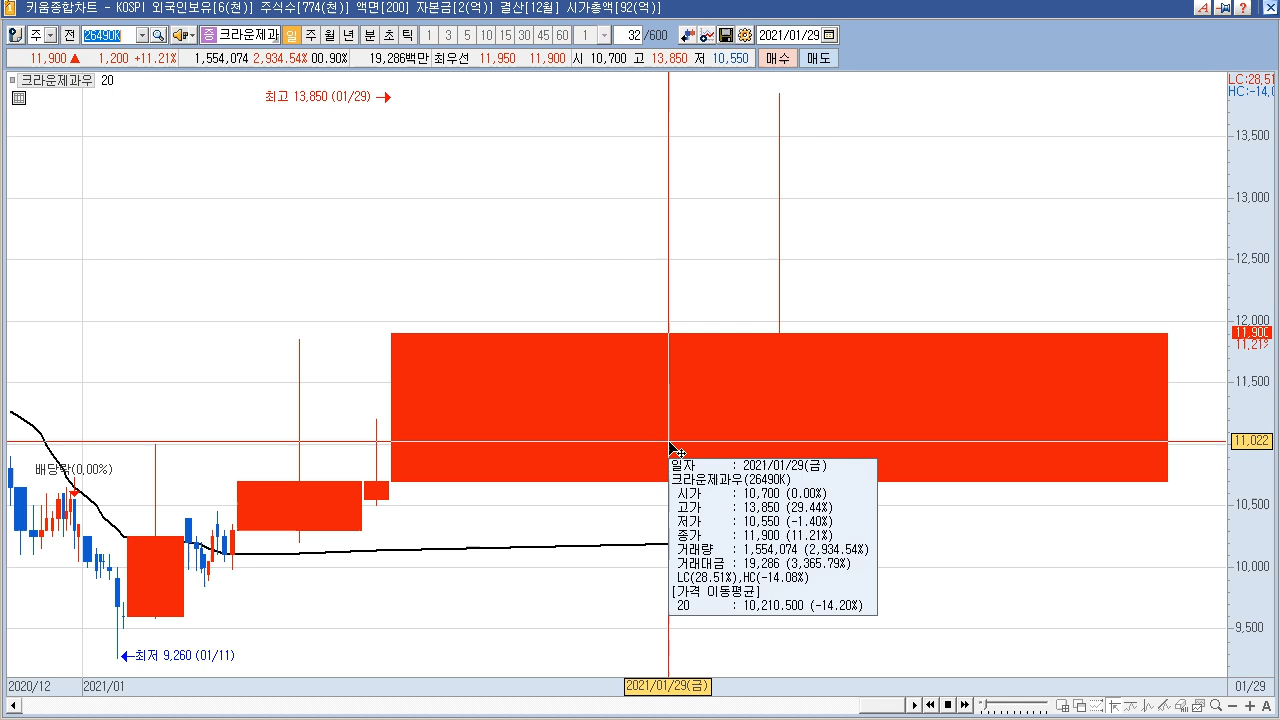 키움종합차트 - KOSPI 외국인보유[6(천)] 주식수[774(천)] 액면[200] 자본금[2(억)] 결산[12월] 시가총액[92(억)]
주 전 26490K 증 크라운제과 일 주 월 년 분 초 틱 1 3 5 10 15 30 45 60 1 32 /600 2021/01/29
11,900 ▲ 1,200 +11.21% 1,554,074 2,934.54% 00.90% 19,286백만 최우선 11,950 11,900 시 10,700 고 13,850 저 10,550 매수 매도
크라운제과우 20
LC:28,51
HC:-14,0
최고 13,850 (01/29) →
13,500
13,000
12,500
12,000
11,900
11.21%
11,500
11,022
배당락(0,00%)
10,500
10,000
9,500
일자 : 2021/01/29(금)
크라운제과우(26490K)
시가 : 10,700 (0.00%)
고가 : 13,850 (29.44%)
저가 : 10,550 (-1.40%)
종가 : 11,900 (11.21%)
거래량 : 1,554,074 (2,934.54%)
거래대금 : 19,286 (3,365.79%)
LC(28.51%),HC(-14.08%)
[가격 이동평균]
20 : 10,210.500 (-14.20%)
←최저 9,260 (01/11)
2020/12 2021/01 2021/01/29(금) 01/29
A